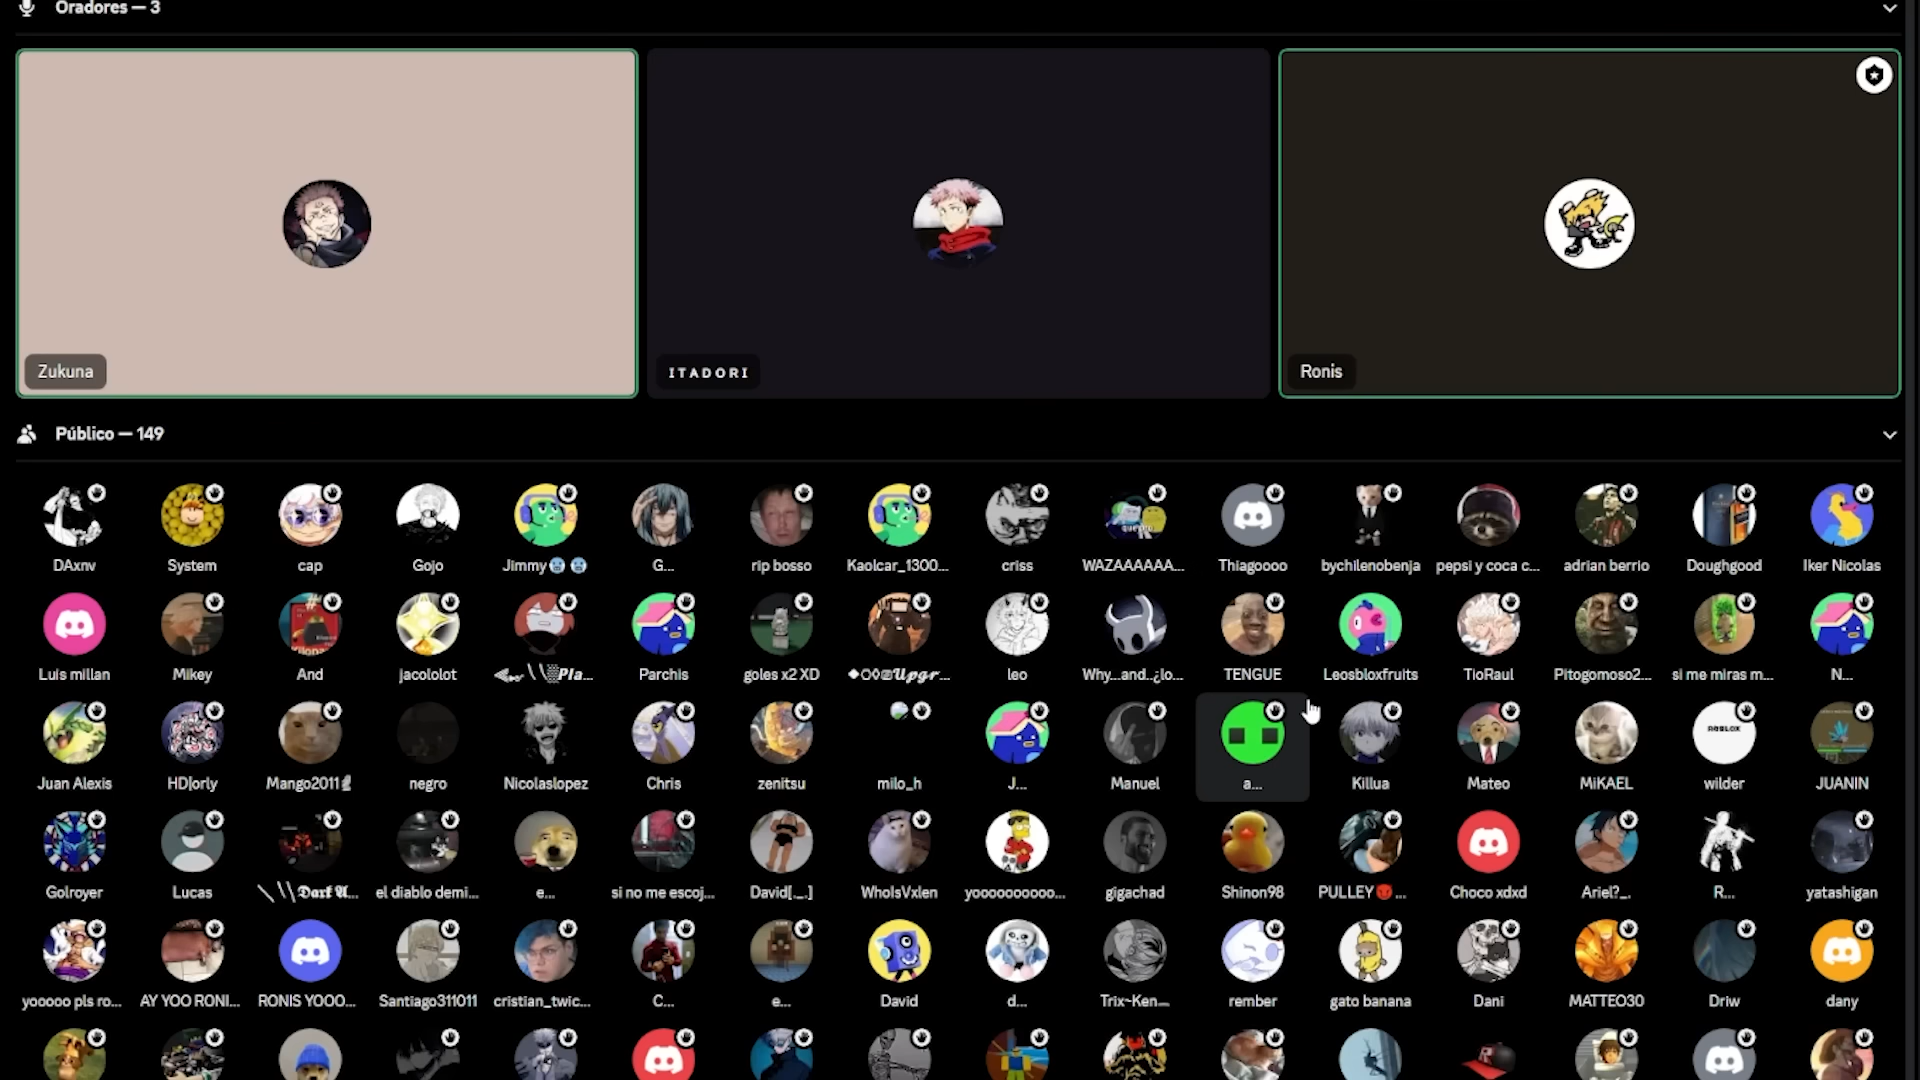 Oradores — 3
Zukuna
ITADORI
Ronis
Público — 149
DAxnv System cap Gojo Jimmy🥶🥶 G... rip bosso Kaolcar_1300... criss WAZAAAAAA... Thiagoooo bychilenobenja pepsi y coca c... adrian berrio Doughgood Iker Nicolas
Luis millan Mikey And jacololot Pla... Parchis goles x2 XD Upgr... leo Why...and..¿lo... TENGUE Leosbloxfruits TioRaul Pitogomoso2... si me miras m... N...
Juan Alexis HD|orly Mango2011 negro Nicolaslopez Chris zenitsu milo_h J... Manuel a... Killua Mateo MiKAEL wilder JUANIN
Golroyer Lucas \\\𝕯𝖆𝖗𝖐 𝖀... el diablo demi... e... si no me escoj... David[._.] WhoIsVxlen yoooooooooo... gigachad Shinon98 PULLEY😈... Choco xdxd Ariel?_. R... yatashigan
yooooo pls ro... AY YOO RONI... RONIS YOOO... Santiago311011 cristian_twic... C... e... David d... Trix~Ken rember gato banana Dani MATTEO30 Driw dany